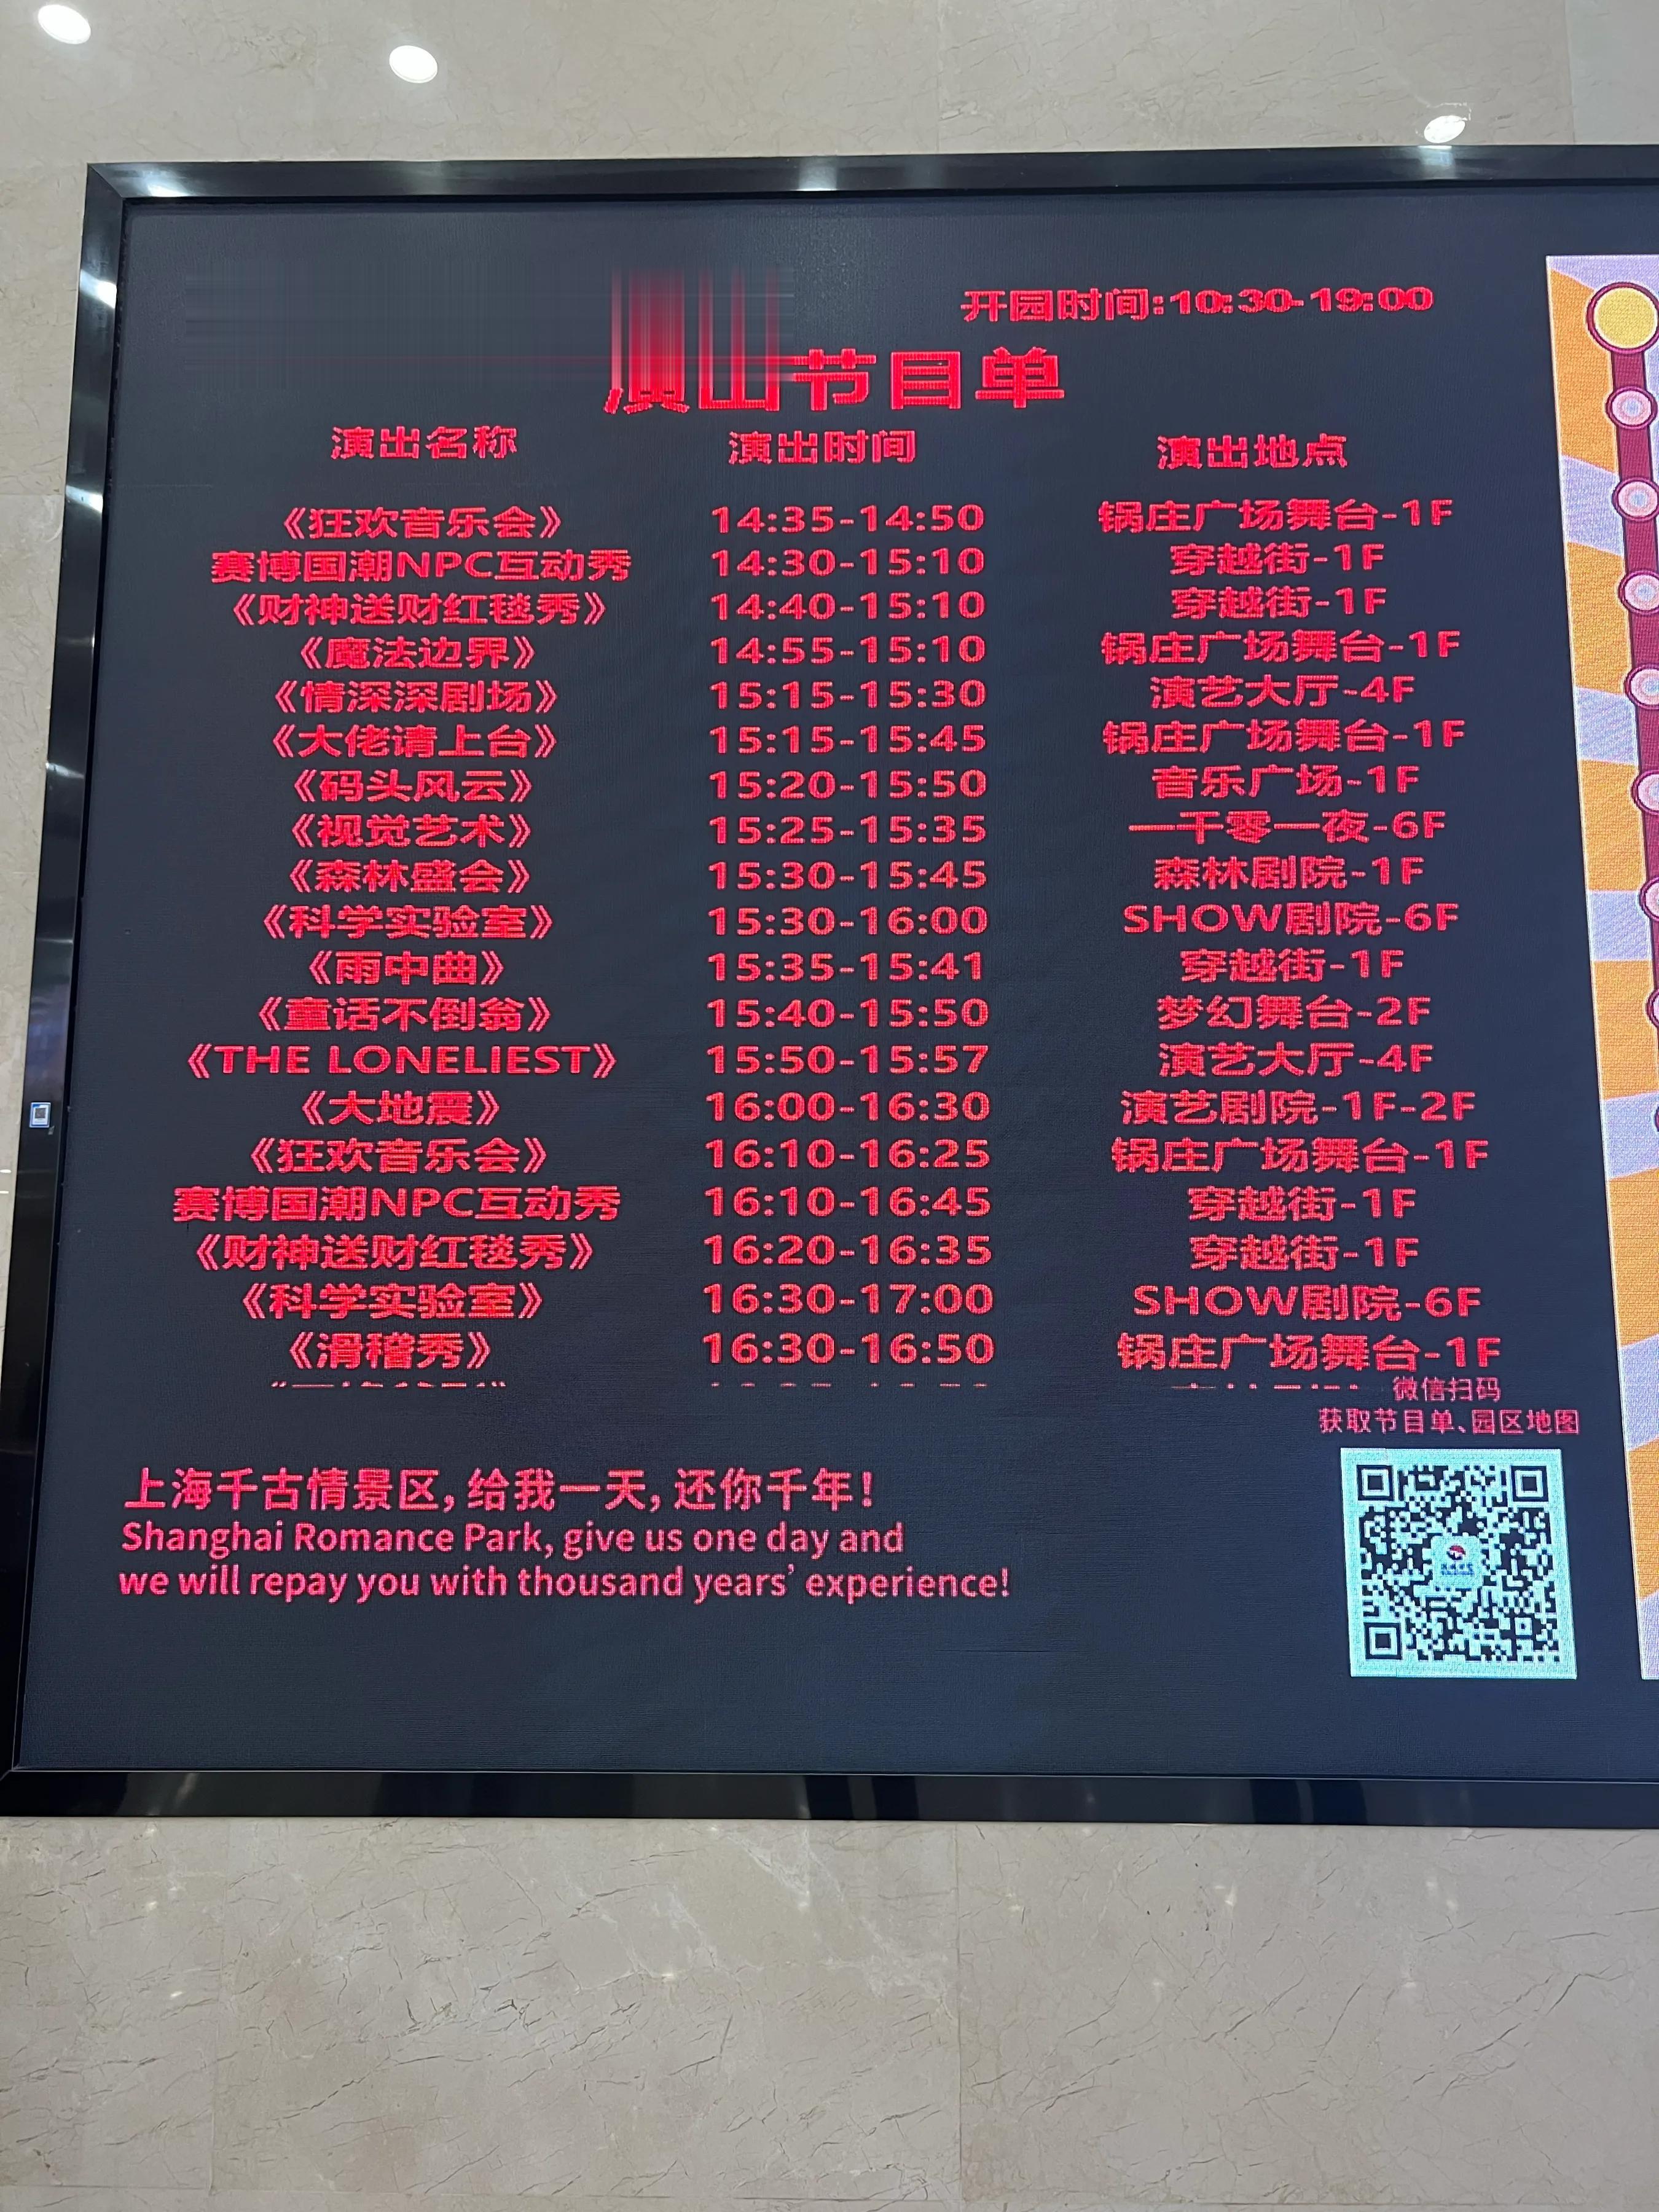 开园时间:10:30-19:00
演出节目单
演出名称 演出时间 演出地点
《狂欢音乐会》 14:35-14:50 锅庄广场舞台-1F
赛博国潮NPC互动秀 14:30-15:10 穿越街-1F
《财神送财红毯秀》 14:40-15:10 穿越街-1F
《魔法边界》 14:55-15:10 锅庄广场舞台-1F
《情深深剧场》 15:15-15:30 演艺大厅-4F
《大佬请上台》 15:15-15:45 锅庄广场舞台-1F
《码头风云》 15:20-15:50 音乐广场-1F
《视觉艺术》 15:25-15:35 一千零一夜-6F
《森林盛会》 15:30-15:45 森林剧院-1F
《科学实验室》 15:30-16:00 SHOW剧院-6F
《雨中曲》 15:35-15:41 穿越街-1F
《童话不倒翁》 15:40-15:50 梦幻舞台-2F
《THE LONELIEST》 15:50-15:57 演艺大厅-4F
《大地震》 16:00-16:30 演艺剧院-1F-2F
《狂欢音乐会》 16:10-16:25 锅庄广场舞台-1F
赛博国潮NPC互动秀 16:10-16:45 穿越街-1F
《财神送财红毯秀》 16:20-16:35 穿越街-1F
《科学实验室》 16:30-17:00 SHOW剧院-6F
《滑稽秀》 16:30-16:50 锅庄广场舞台-1F
微信扫码
获取节目单、园区地图
上海千古情景区,给我一天,还你千年!
Shanghai Romance Park, give us one day and
we will repay you with thousand years' experience!